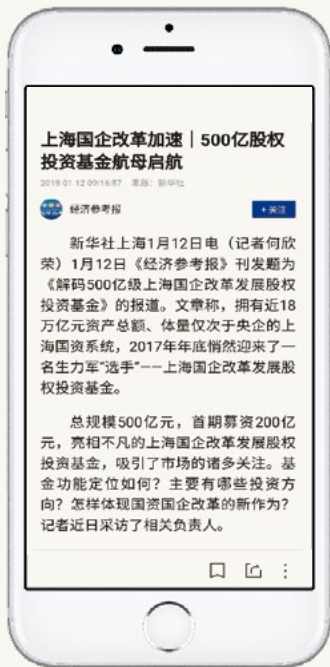 上海国企改革加速｜500亿股权
投资基金航母启航
2018-01-12 09:16:57 来源：新华社
经济参考报
+关注
新华社上海1月12日电（记者何欣
荣）1月12日《经济参考报》刊发题为
《解码500亿级上海国企改革发展股权
投资基金》的报道。文章称，拥有近18
万亿元资产总额、体量仅次于央企的上
海国资系统，2017年年底悄然迎来了一
名生力军“选手”——上海国企改革发展股
权投资基金。
总规模500亿元，首期募资200亿
元，亮相不凡的上海国企改革发展股权
投资基金，吸引了市场的诸多关注。基
金功能定位如何？主要有哪些投资方
向？怎样体现国资国企改革的新作为？
记者近日采访了相关负责人。